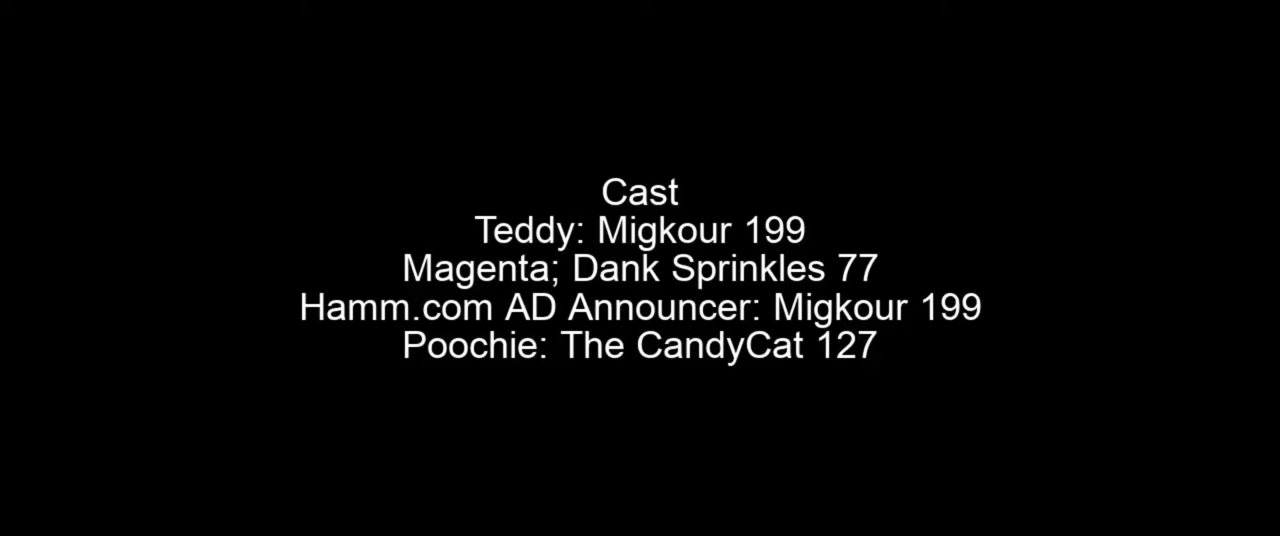 Cast
Teddy: Migkour 199
Magenta; Dank Sprinkles 77
Hamm.com AD Announcer: Migkour 199
Poochie: The CandyCat 127